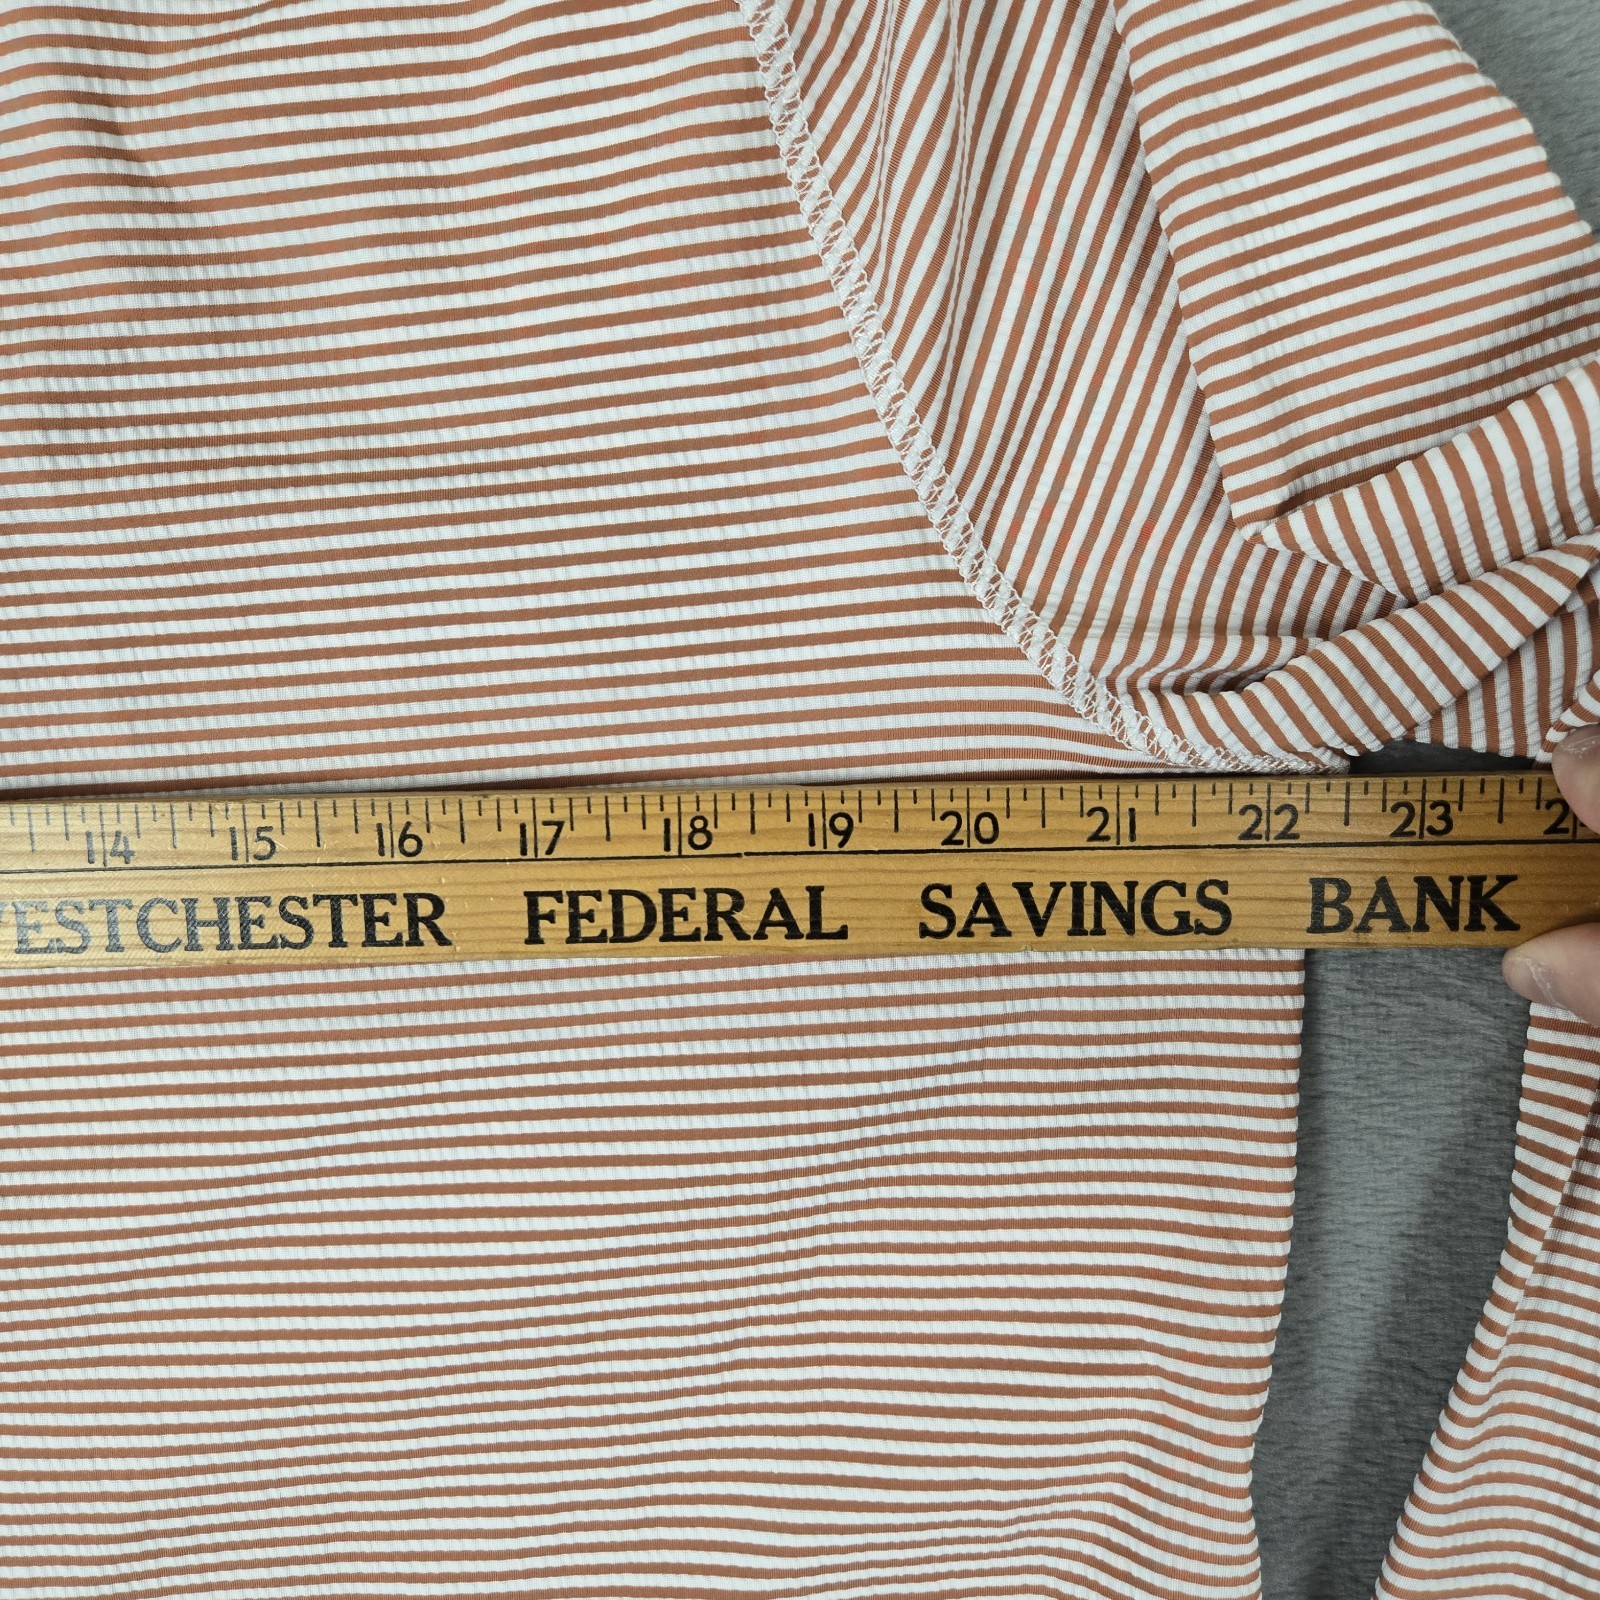 14 15 16 17 18 19 20 21 22 23
ESTCHESTER FEDERAL SAVINGS BANK